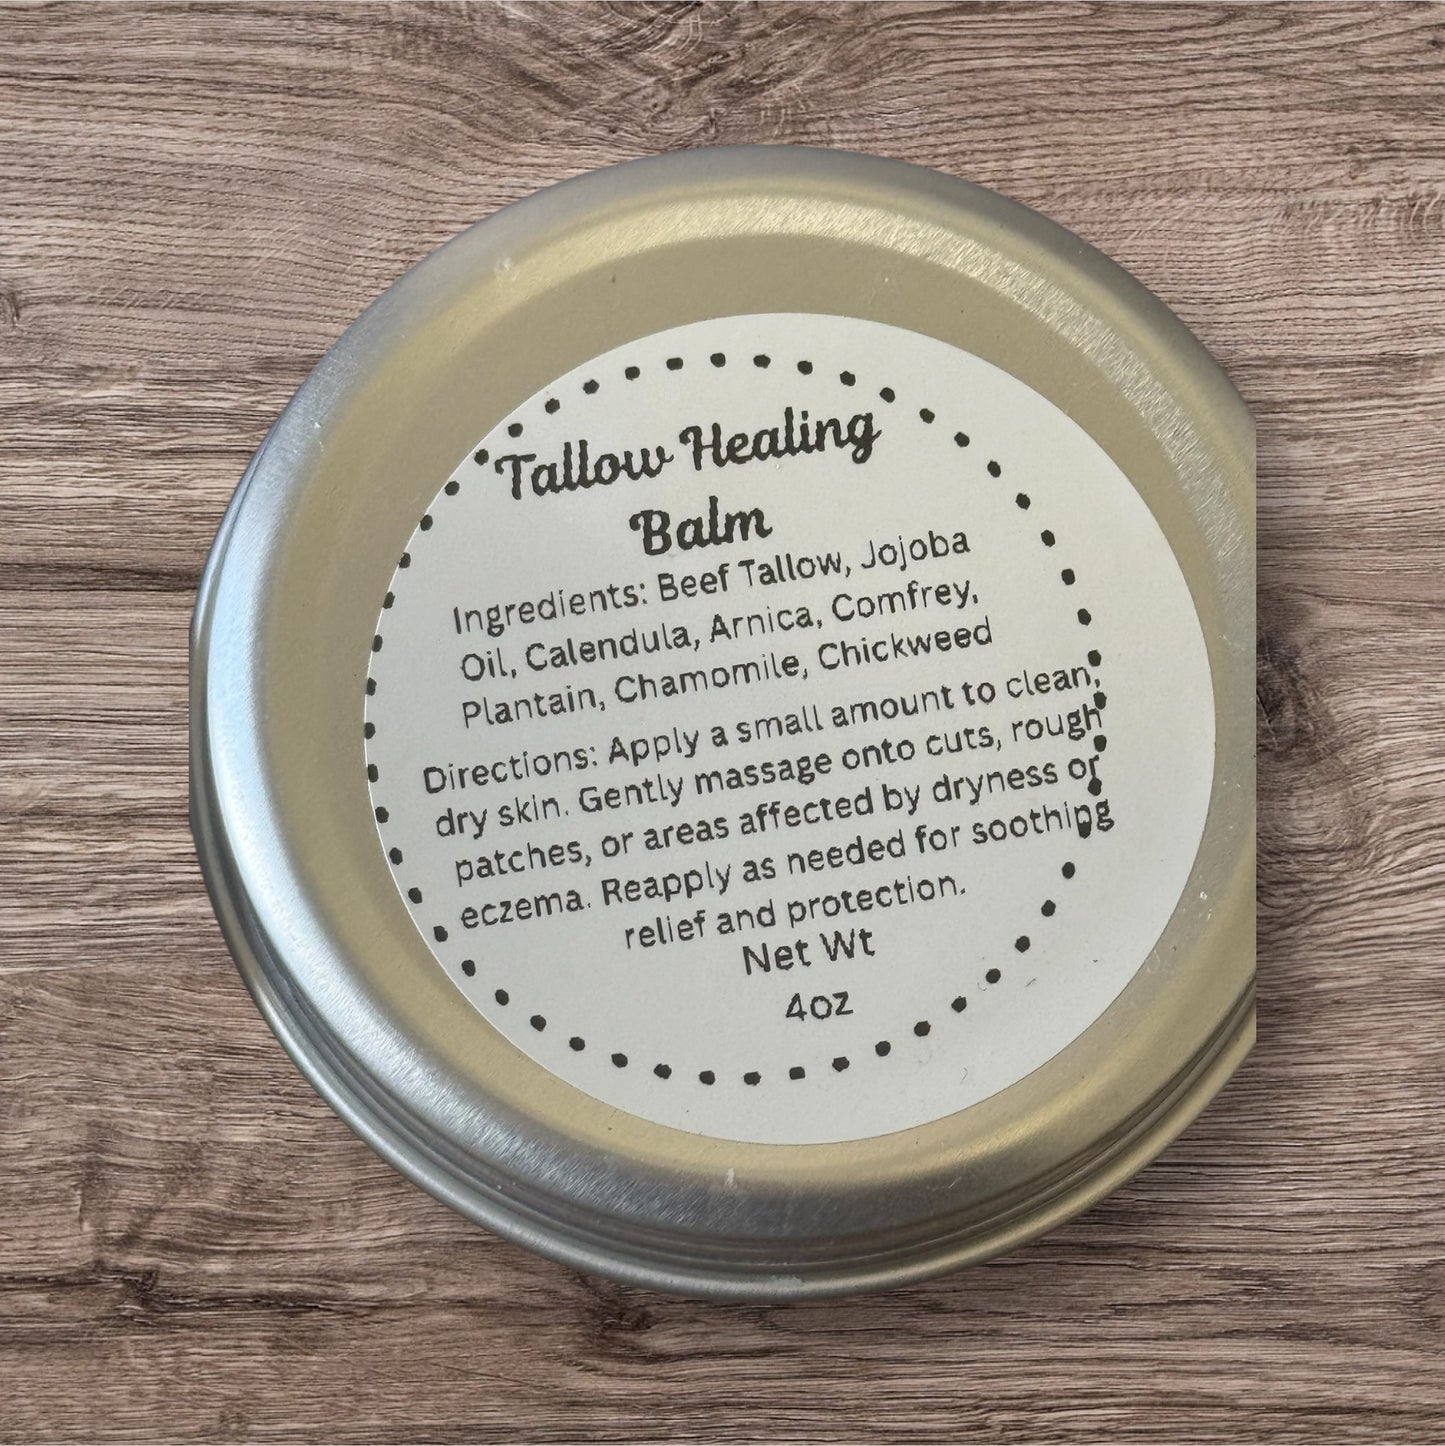 Tallow Healing
Balm
Ingredients: Beef Tallow, Jojoba
Oil, Calendula, Arnica, Comfrey,
Plantain, Chamomile, Chickweed
Directions: Apply a small amount to clean,
dry skin. Gently massage onto cuts, rough
patches, or areas affected by dryness or
eczema. Reapply as needed for soothing
relief and protection.
Net Wt
4oz